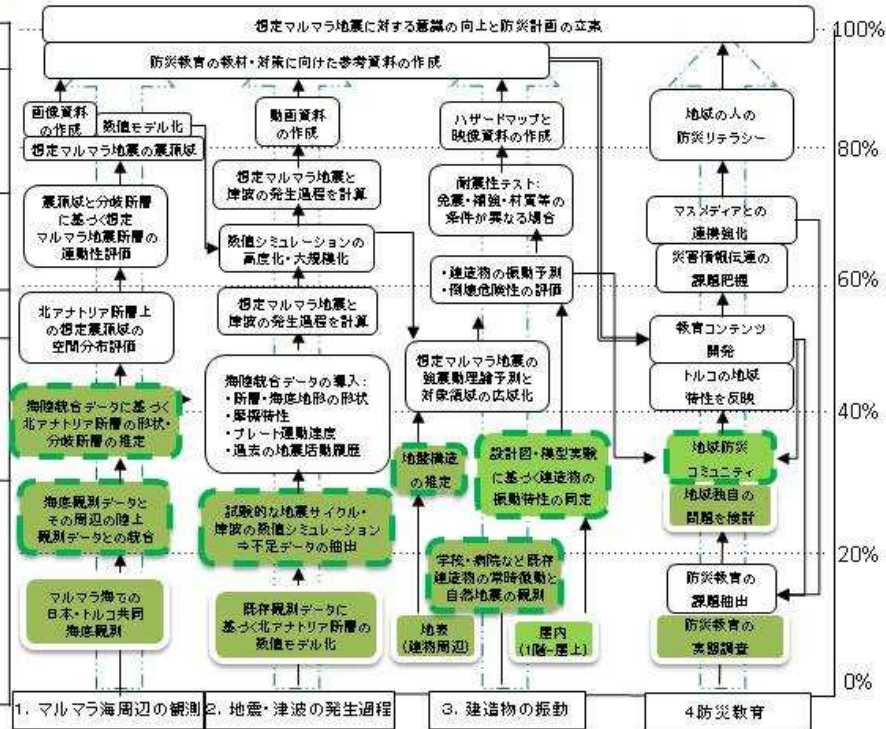 想定マルマラ地震に対する意識の向上と防災計画の立案
防災教育の教材・対策に向けた参考資料の作成
100%
80%
60%
40%
20%
0%
画像資料
の作成
数値モデル化
想定マルマラ地震の震源域
震源域と分岐断層
に基づく想定
マルマラ地震断層の
連動性評価
北アナトリア断層上
の想定震源域の
空間分布評価
海陸統合データに基づく
北アナトリア断層の形状・
分岐断層の推定
海底観測データと
その周辺の陸上
観測データとの統合
マルマラ海での
日本・トルコ共同
海底観測
1. マルマラ海周辺の観測
動画資料
の作成
想定マルマラ地震と
津波の発生過程を計算
数値シミュレーションの
高度化・大規模化
想定マルマラ地震と
津波の発生過程を計算
海陸統合データの導入:
・断層・海底地形の形状
・摩擦特性
・プレート運動速度
・過去の地震活動履歴
試験的な地震サイクル・
津波の数値シミュレーション
⇒不足データの抽出
既存観測データに
基づく北アナトリア断層の
数値モデル化
2. 地震・津波の発生過程
ハザードマップと
映像資料の作成
耐震性テスト:
免震・補強・材質等の
条件が異なる場合
・建造物の振動予測
・倒壊危険性の評価
想定マルマラ地震の
強震動理論予測と
対象領域の広域化
地盤構造
の推定
設計図・模型実験
に基づく建造物の
振動特性の同定
学校・病院など既存
建造物の常時微動と
自然地震の観測
地表
(建物周辺)
屋内
(1階-屋上)
3. 建造物の振動
地域の人の
防災リテラシー
マスメディアとの
連携強化
災害情報伝達の
課題把握
教育コンテンツ
開発
トルコの地域
特性を反映
地域防災
コミュニティ
地域独自の
問題を検討
防災教育の
課題抽出
防災教育の
実態調査
4防災教育